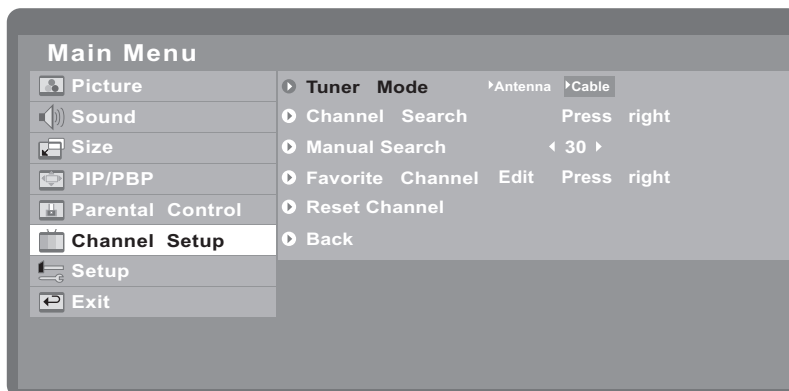 Main Menu
Picture
Sound
Size
PIP/PBP
Parental Control
Channel Setup
Setup
Exit
Tuner Mode Antenna Cable
Channel Search Press right
Manual Search 30
Favorite Channel Edit Press right
Reset Channel
Back